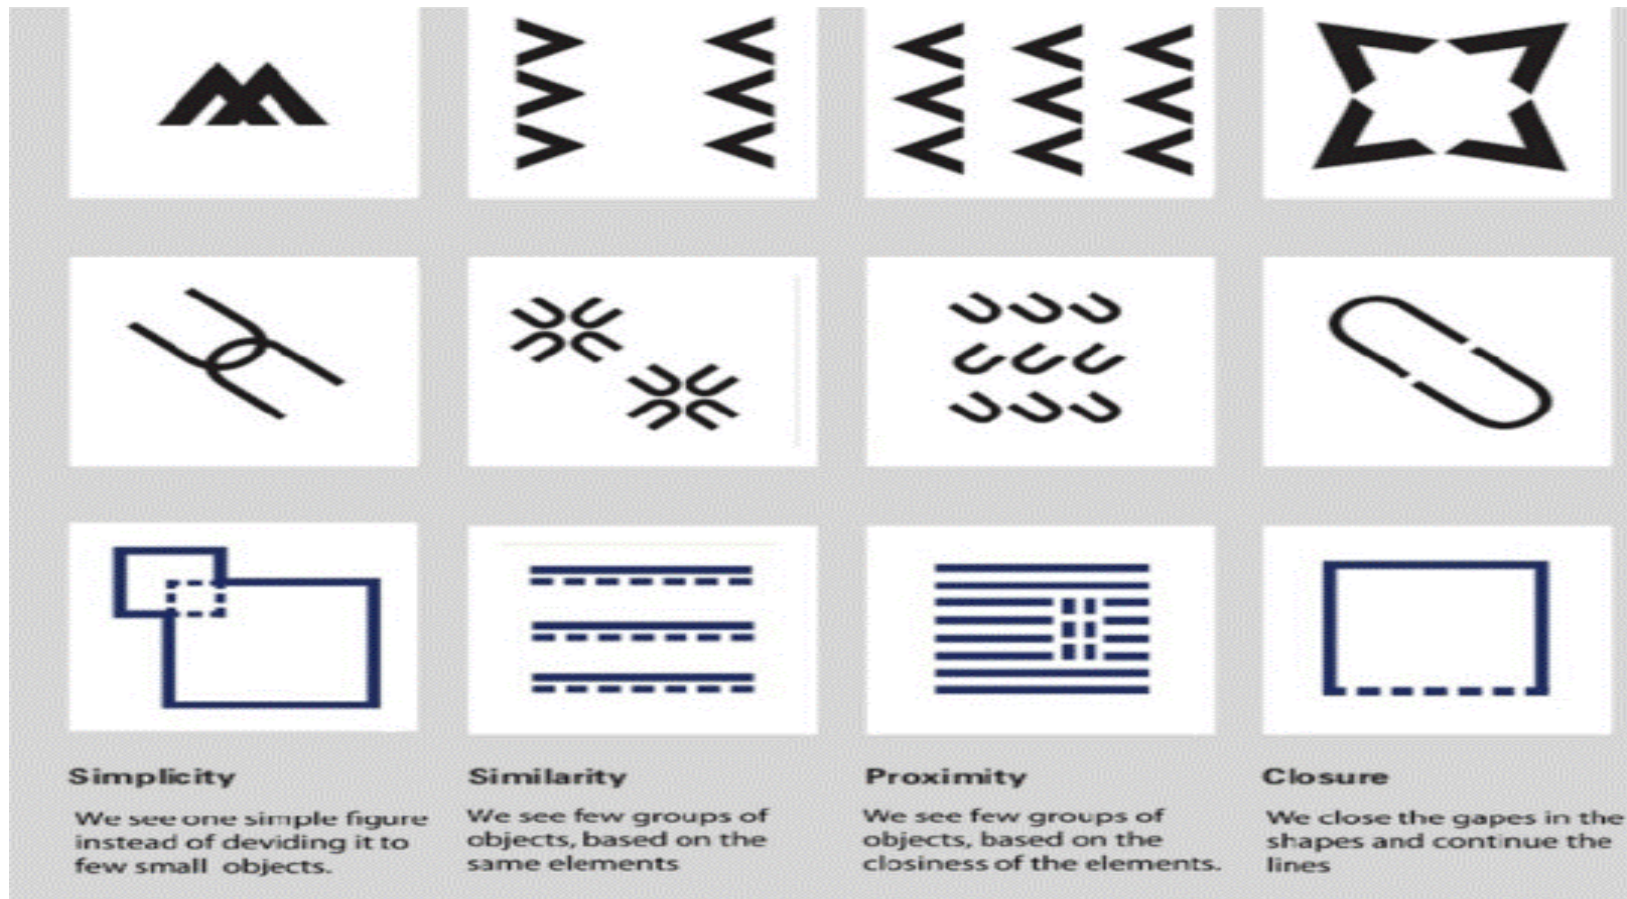 Simplicity
We see one simple figure
instead of deviding it to
few small objects.
Similarity
We see few groups of
objects, based on the
same elements
Proximity
We see few groups of
objects, based on the
closiness of the elements.
Closure
We close the gapes in the
shapes and continue the
lines